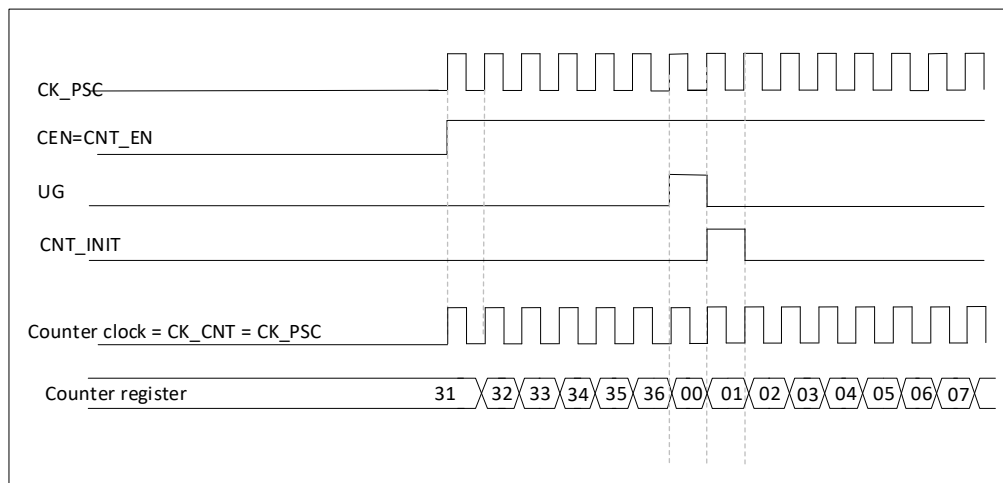 CK_PSC
CEN=CNT_EN
UG
CNT_INIT
Counter clock = CK_CNT = CK_PSC
Counter register 31 32 33 34 35 36 00 01 02 03 04 05 06 07